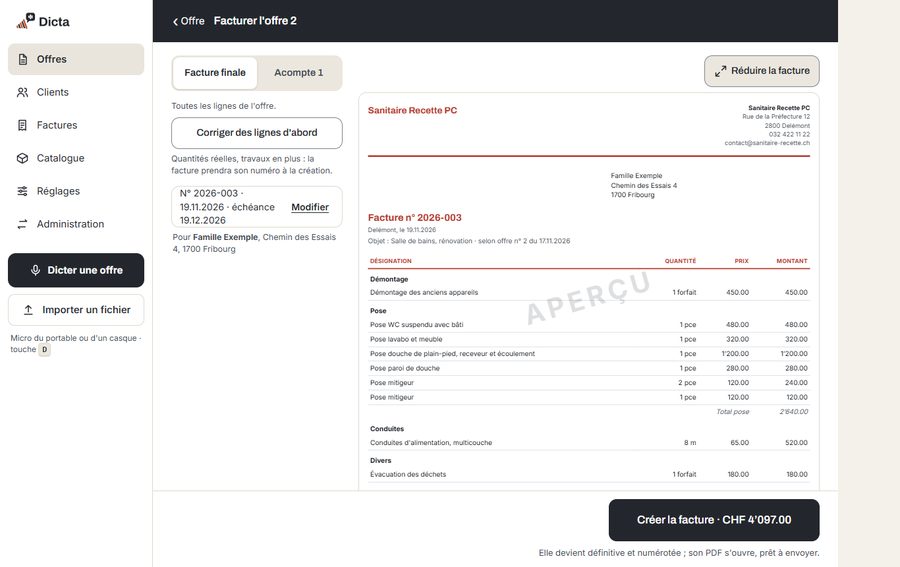 Dicta
Offres
Clients
Factures
Catalogue
Réglages
Administration
Dicter une offre
Importer un fichier
Micro du portable ou d'un casque ·
touche D
‹ Offre Facturer l'offre 2
Facture finale Acompte 1
Toutes les lignes de l'offre.
Corriger des lignes d'abord
Quantités réelles, travaux en plus : la
facture prendra son numéro à la création.
N° 2026-003 ·
19.11.2026 · échéance
19.12.2026
Modifier
Pour Famille Exemple, Chemin des Essais
4, 1700 Fribourg
Réduire la facture
Sanitaire Recette PC
Sanitaire Recette PC
Rue de la Préfecture 12
2800 Delémont
032 422 11 22
contact@sanitaire-recette.ch
Famille Exemple
Chemin des Essais 4
1700 Fribourg
Facture n° 2026-003
Delémont, le 19.11.2026
Objet : Salle de bains, rénovation · selon offre n° 2 du 17.11.2026
DÉSIGNATION QUANTITÉ PRIX MONTANT
Démontage
Démontage des anciens appareils 1 forfait 450.00 450.00
APERÇU
Pose
Pose WC suspendu avec bâti 1 pce 480.00 480.00
Pose lavabo et meuble 1 pce 320.00 320.00
Pose douche de plain-pied, receveur et écoulement 1 pce 1'200.00 1'200.00
Pose paroi de douche 1 pce 280.00 280.00
Pose mitigeur 2 pce 120.00 240.00
Pose mitigeur 1 pce 120.00 120.00
Total pose 2'640.00
Conduites
Conduites d'alimentation, multicouche 8 m 65.00 520.00
Divers
Évacuation des déchets 1 forfait 180.00 180.00
Créer la facture · CHF 4'097.00
Elle devient définitive et numérotée ; son PDF s'ouvre, prêt à envoyer.